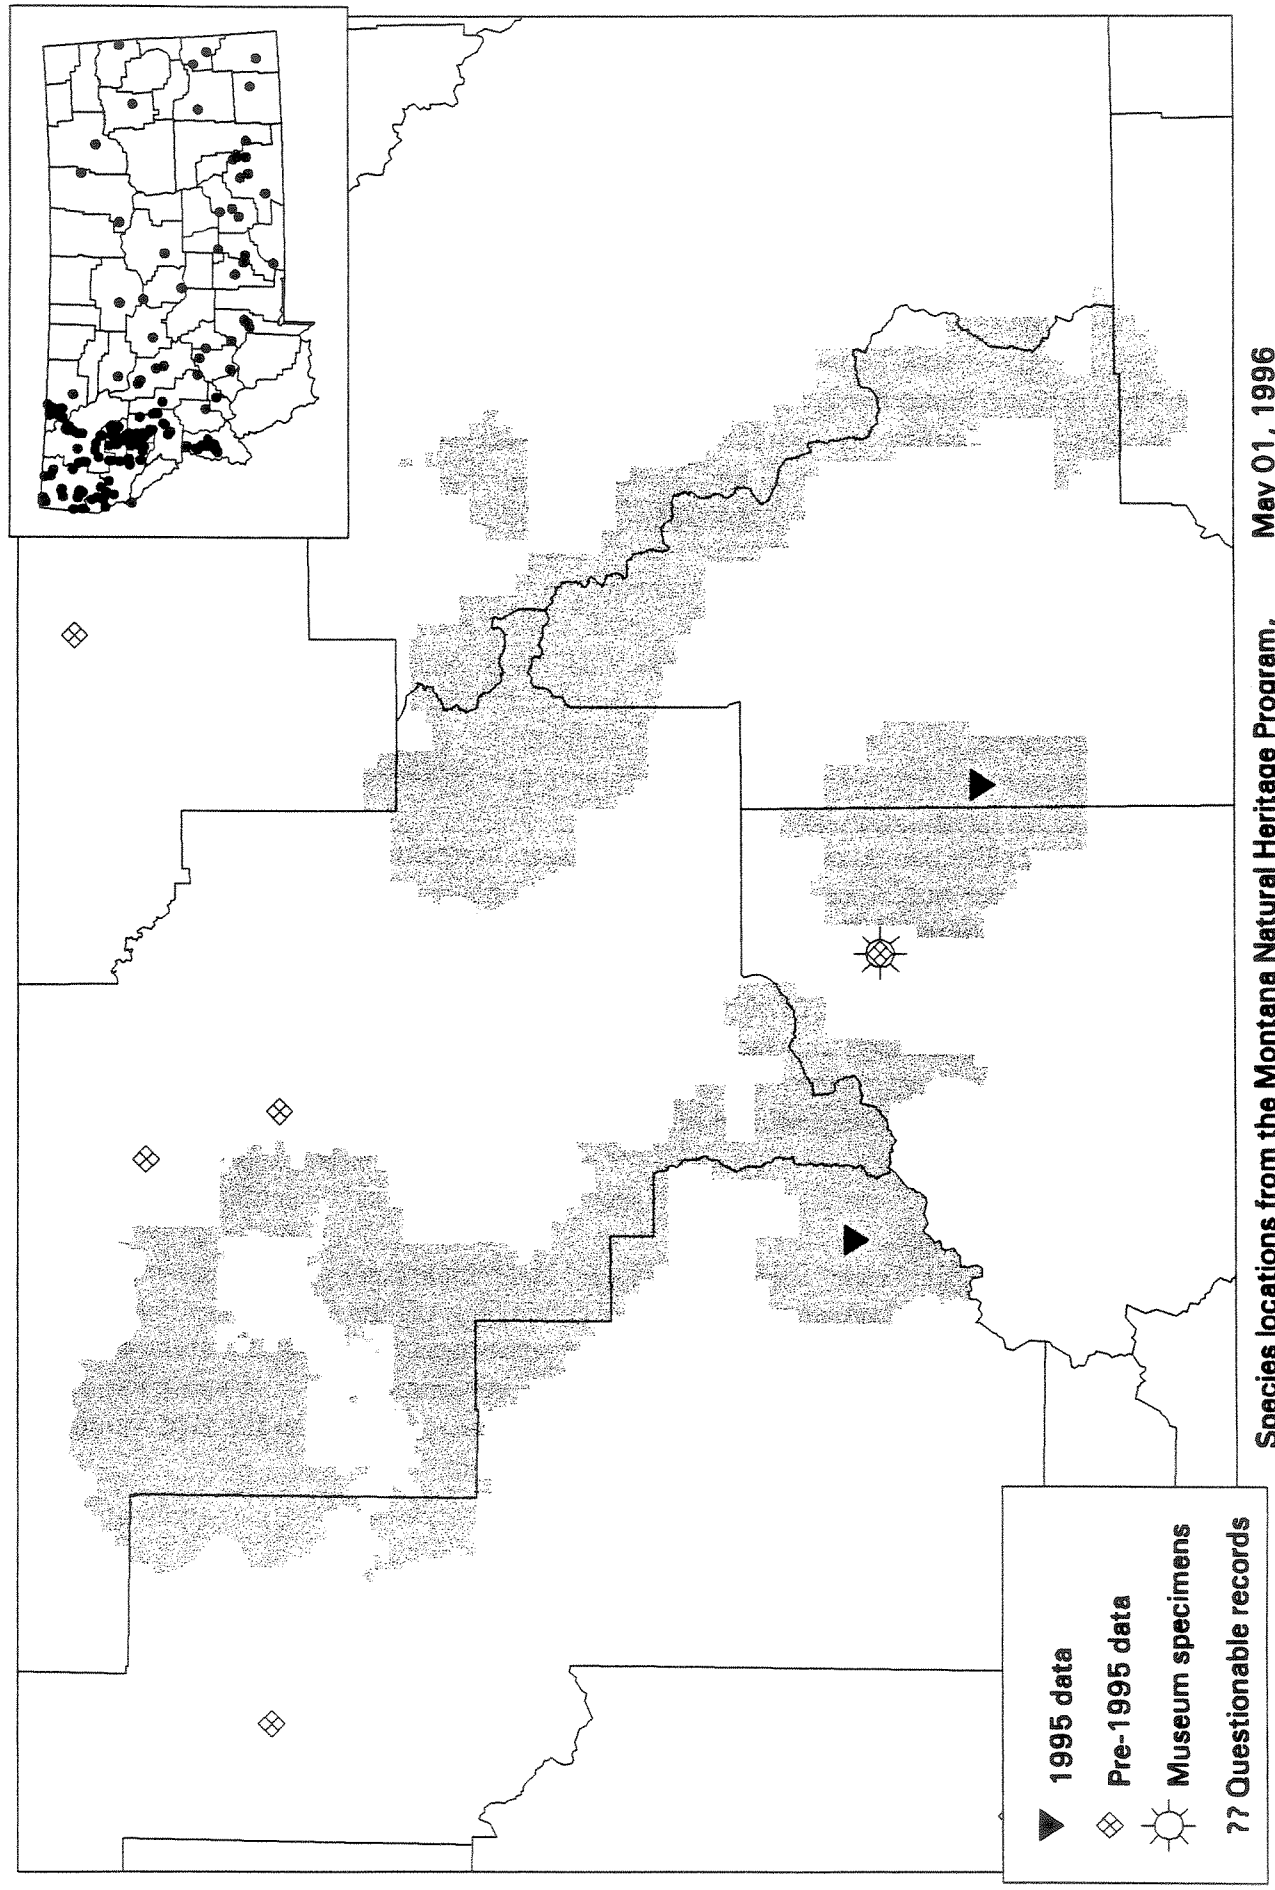 1995 data
Pre-1995 data
Museum specimens
?? Questionable records
Species locations from the Montana Natural Heritage Program, May 01, 1996